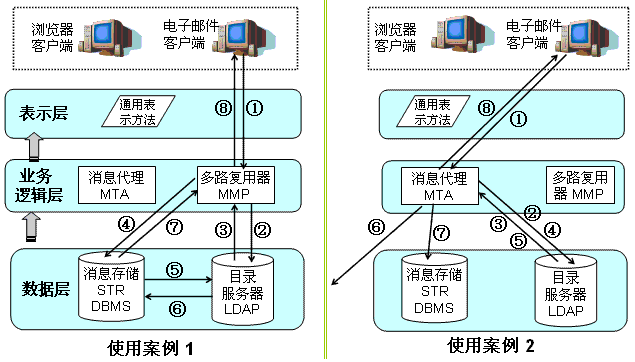 浏览器
客户端
电子邮件
客户端
⑧
①
表示层
通用表
示方法
业务
逻辑层
消息代理
MTA
多路复用器
MMP
④
⑦
③
②
数据层
消息存储
STR
DBMS
⑤
⑥
目录
服务器
LDAP
使用案例 1
浏览器
客户端
电子邮件
客户端
通用表
示方法
⑧
①
消息代理
MTA
多路复用
器 MMP
⑥
⑦
②
③
④
⑤
消息存储
STR
DBMS
目录
服务器
LDAP
使用案例 2